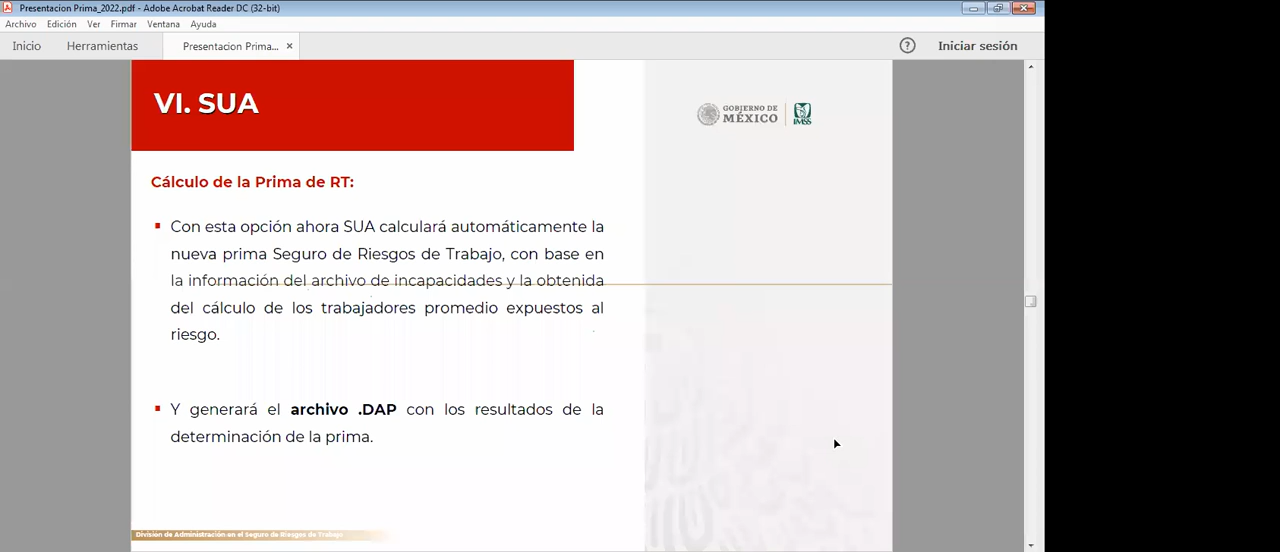 Presentacion Prima_2022.pdf - Adobe Acrobat Reader DC (32-bit)
Archivo Edición Ver Firmar Ventana Ayuda
Inicio Herramientas Presentacion Prima... × ? Iniciar sesión
VI. SUA
GOBIERNO DE
MÉXICO
IMSS
Cálculo de la Prima de RT:
▪ Con esta opción ahora SUA calculará automáticamente la
nueva prima Seguro de Riesgos de Trabajo, con base en
la información del archivo de incapacidades y la obtenida
del cálculo de los trabajadores promedio expuestos al
riesgo.
▪ Y generará el archivo .DAP con los resultados de la
determinación de la prima.
División de Administración en el Seguro de Riesgos de Trabajo